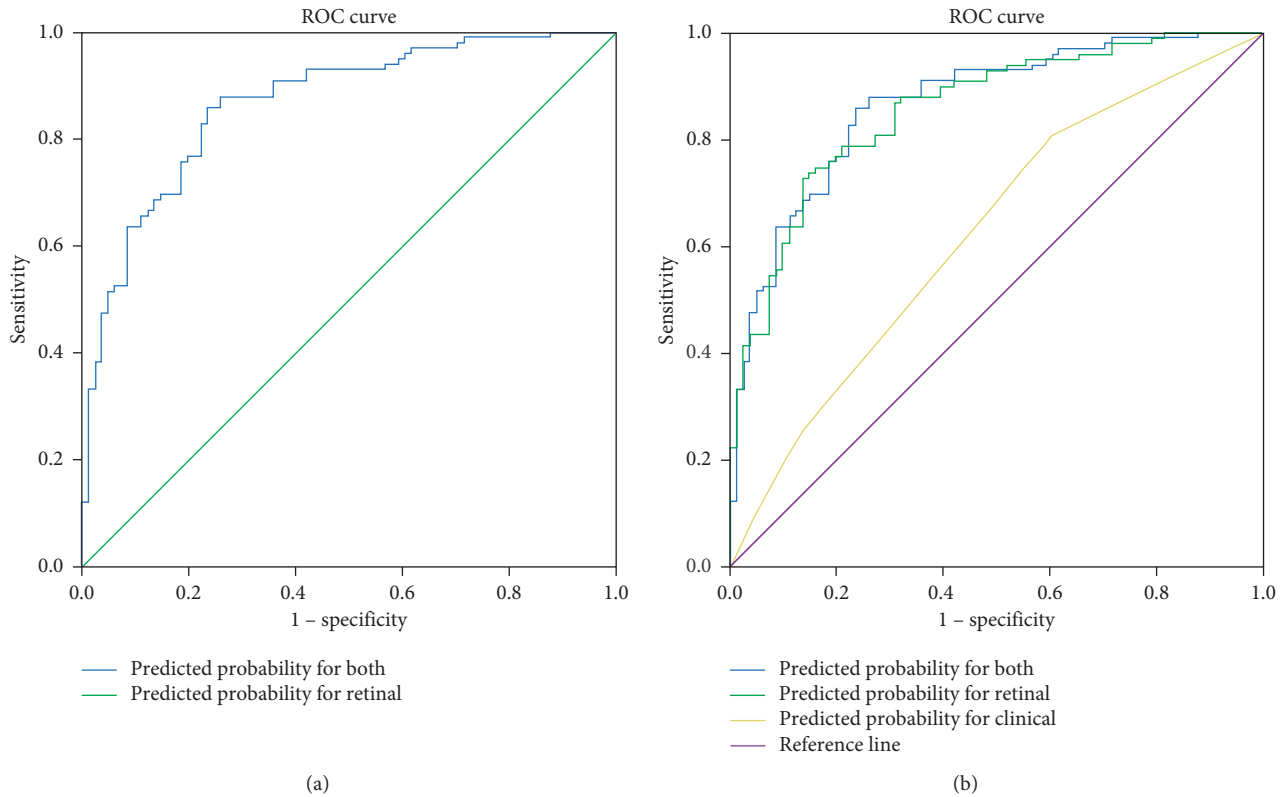 ROC curve
1.0
0.8
0.6
0.4
0.2
0.0
Sensitivity
0.0 0.2 0.4 0.6 0.8 1.0
1 – specificity
Predicted probability for both
Predicted probability for retinal
(a)
ROC curve
1.0
0.8
0.6
0.4
0.2
0.0
Sensitivity
0.0 0.2 0.4 0.6 0.8 1.0
1 – specificity
Predicted probability for both
Predicted probability for retinal
Predicted probability for clinical
Reference line
(b)